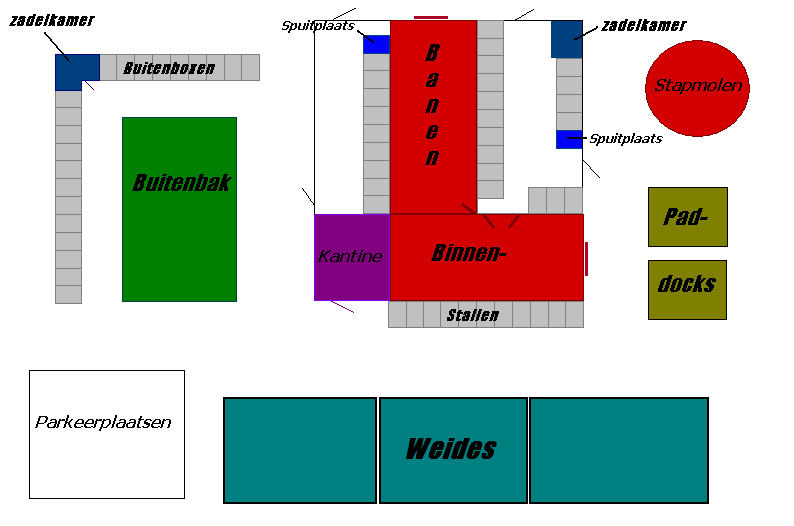 zadelkamer
Spuitplaats
zadelkamer
Buitenboxen
B
a
n
e
n
Stapmolen
Spuitplaats
Buitenbak
Pad-
Kantine
Binnen-
docks
Stallen
Parkeerplaatsen
Weides